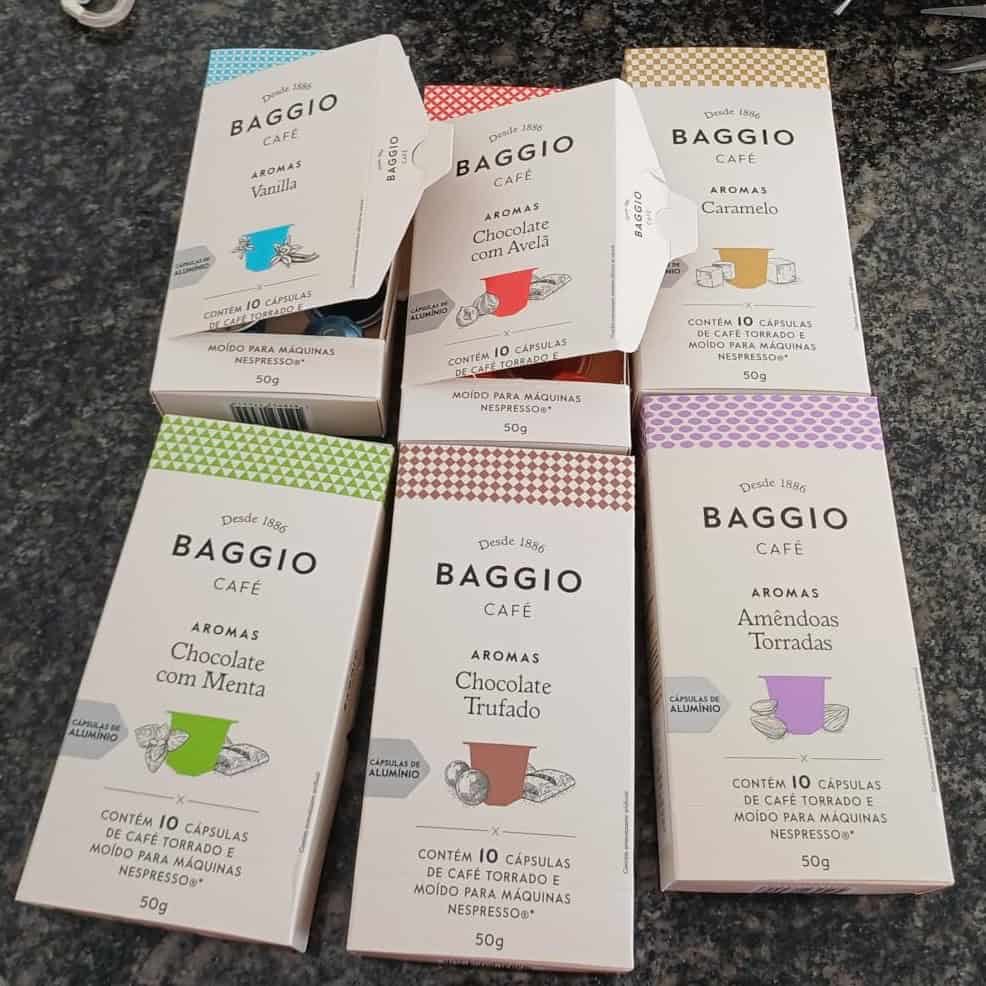 Desde 1886
BAGGIO
CAFÉ
AROMAS
Vanilla
CÁPSULAS DE
ALUMÍNIO
CONTÉM 10 CÁPSULAS
DE CAFÉ TORRADO E
MOÍDO PARA MÁQUINAS
NESPRESSO®*
50g
BAGGIO
CAFÉ
Desde 1886
BAGGIO
CAFÉ
AROMAS
Chocolate
com Avelã
CÁPSULAS DE
ALUMÍNIO
CONTÉM 10 CÁPSULAS
DE CAFÉ TORRADO E
MOÍDO PARA MÁQUINAS
NESPRESSO®*
50g
BAGGIO
CAFÉ
Desde 1886
BAGGIO
CAFÉ
AROMAS
Caramelo
DE
NIO
CONTÉM 10 CÁPSULAS
DE CAFÉ TORRADO E
MOÍDO PARA MÁQUINAS
NESPRESSO®*
50g
Desde 1886
BAGGIO
CAFÉ
AROMAS
Chocolate
com Menta
CÁPSULAS DE
ALUMÍNIO
CONTÉM 10 CÁPSULAS
DE CAFÉ TORRADO E
MOÍDO PARA MÁQUINAS
NESPRESSO®*
50g
Desde 1886
BAGGIO
CAFÉ
AROMAS
Chocolate
Trufado
CÁPSULAS DE
ALUMÍNIO
CONTÉM 10 CÁPSULAS
DE CAFÉ TORRADO E
MOÍDO PARA MÁQUINAS
NESPRESSO®*
50g
Desde 1886
BAGGIO
CAFÉ
AROMAS
Amêndoas
Torradas
CÁPSULAS DE
ALUMÍNIO
CONTÉM 10 CÁPSULAS
DE CAFÉ TORRADO E
MOÍDO PARA MÁQUINAS
NESPRESSO®*
50g